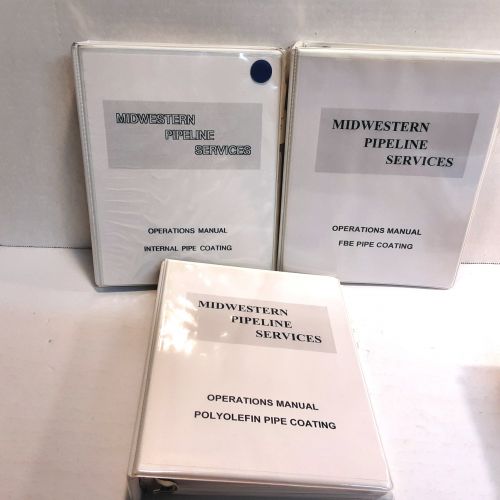 MIDWESTERN
PIPELINE
SERVICES
OPERATIONS MANUAL
INTERNAL PIPE COATING
MIDWESTERN
PIPELINE
SERVICES
OPERATIONS MANUAL
FBE PIPE COATING
MIDWESTERN
PIPELINE
SERVICES
OPERATIONS MANUAL
POLYOLEFIN PIPE COATING